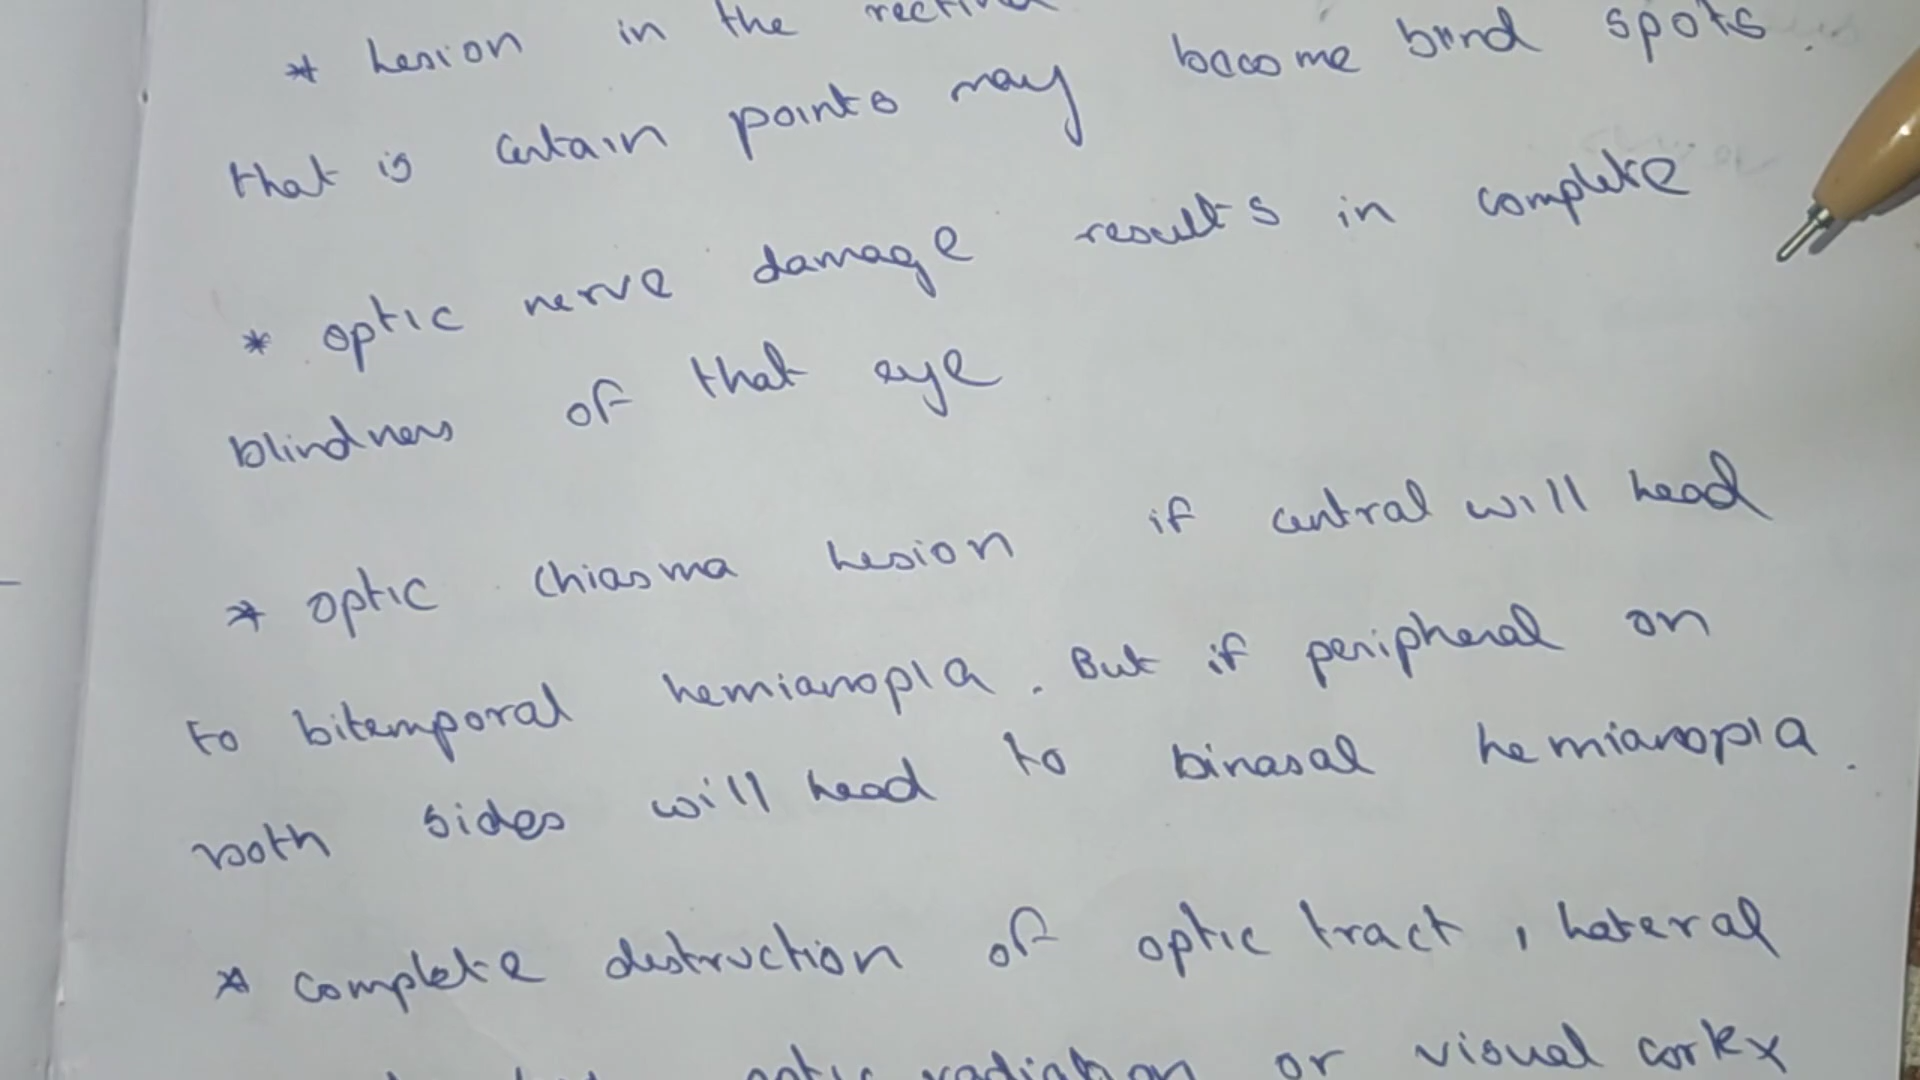 * Lesion in the
that is certain points may become blind spots.
* optic nerve damage results in complete
blindness of that eye
* optic chiasma lesion if central will lead
to bitemporal hemianopia. But if peripheral on
both sides will lead to binasal hemianopia.
* complete destruction of optic tract, lateral
optic radiation or visual cortex